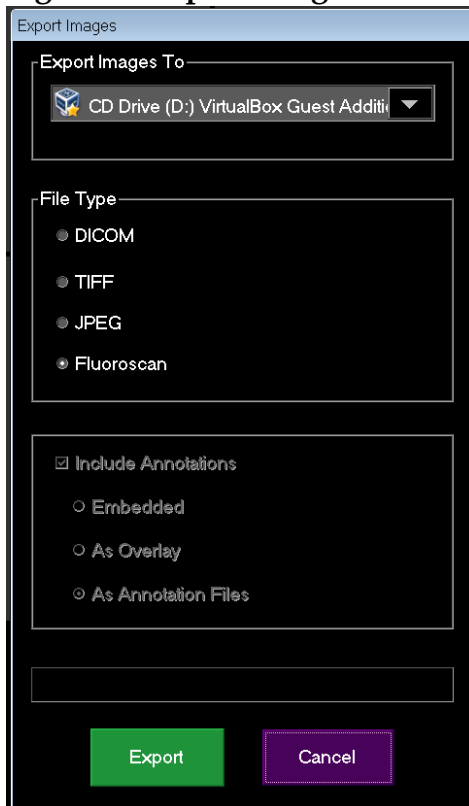 Export Images
Export Images To
CD Drive (D:) VirtualBox Guest Additi
File Type
DICOM
TIFF
JPEG
Fluoroscan
Include Annotations
Embedded
As Overlay
As Annotation Files
Export
Cancel